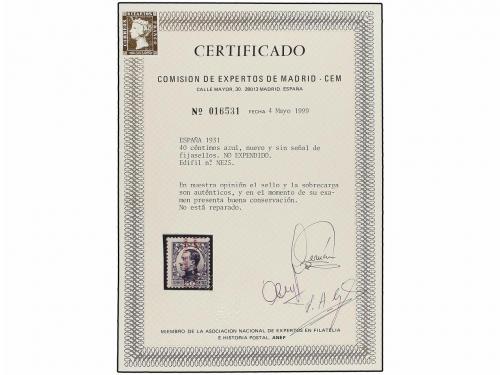 CERTIFICADO
COMISION DE EXPERTOS DE MADRID - CEM
CALLE MAYOR, 30. 28013 MADRID. ESPAÑA
Nº 016531 FECHA 4 Mayo 1999
ESPAÑA 1931
40 céntimos azul, nuevo y sin señal de
fijasellos. NO EXPENDIDO.
Edifil nº NE25.
En nuestra opinión el sello y la sobrecarga
son auténticos, y en el momento de su exa-
men presenta buena conservación.
No está reparado.
MIEMBRO DE LA ASOCIACION NACIONAL DE EXPERTOS EN FILATELIA
E HISTORIA POSTAL. ANEF